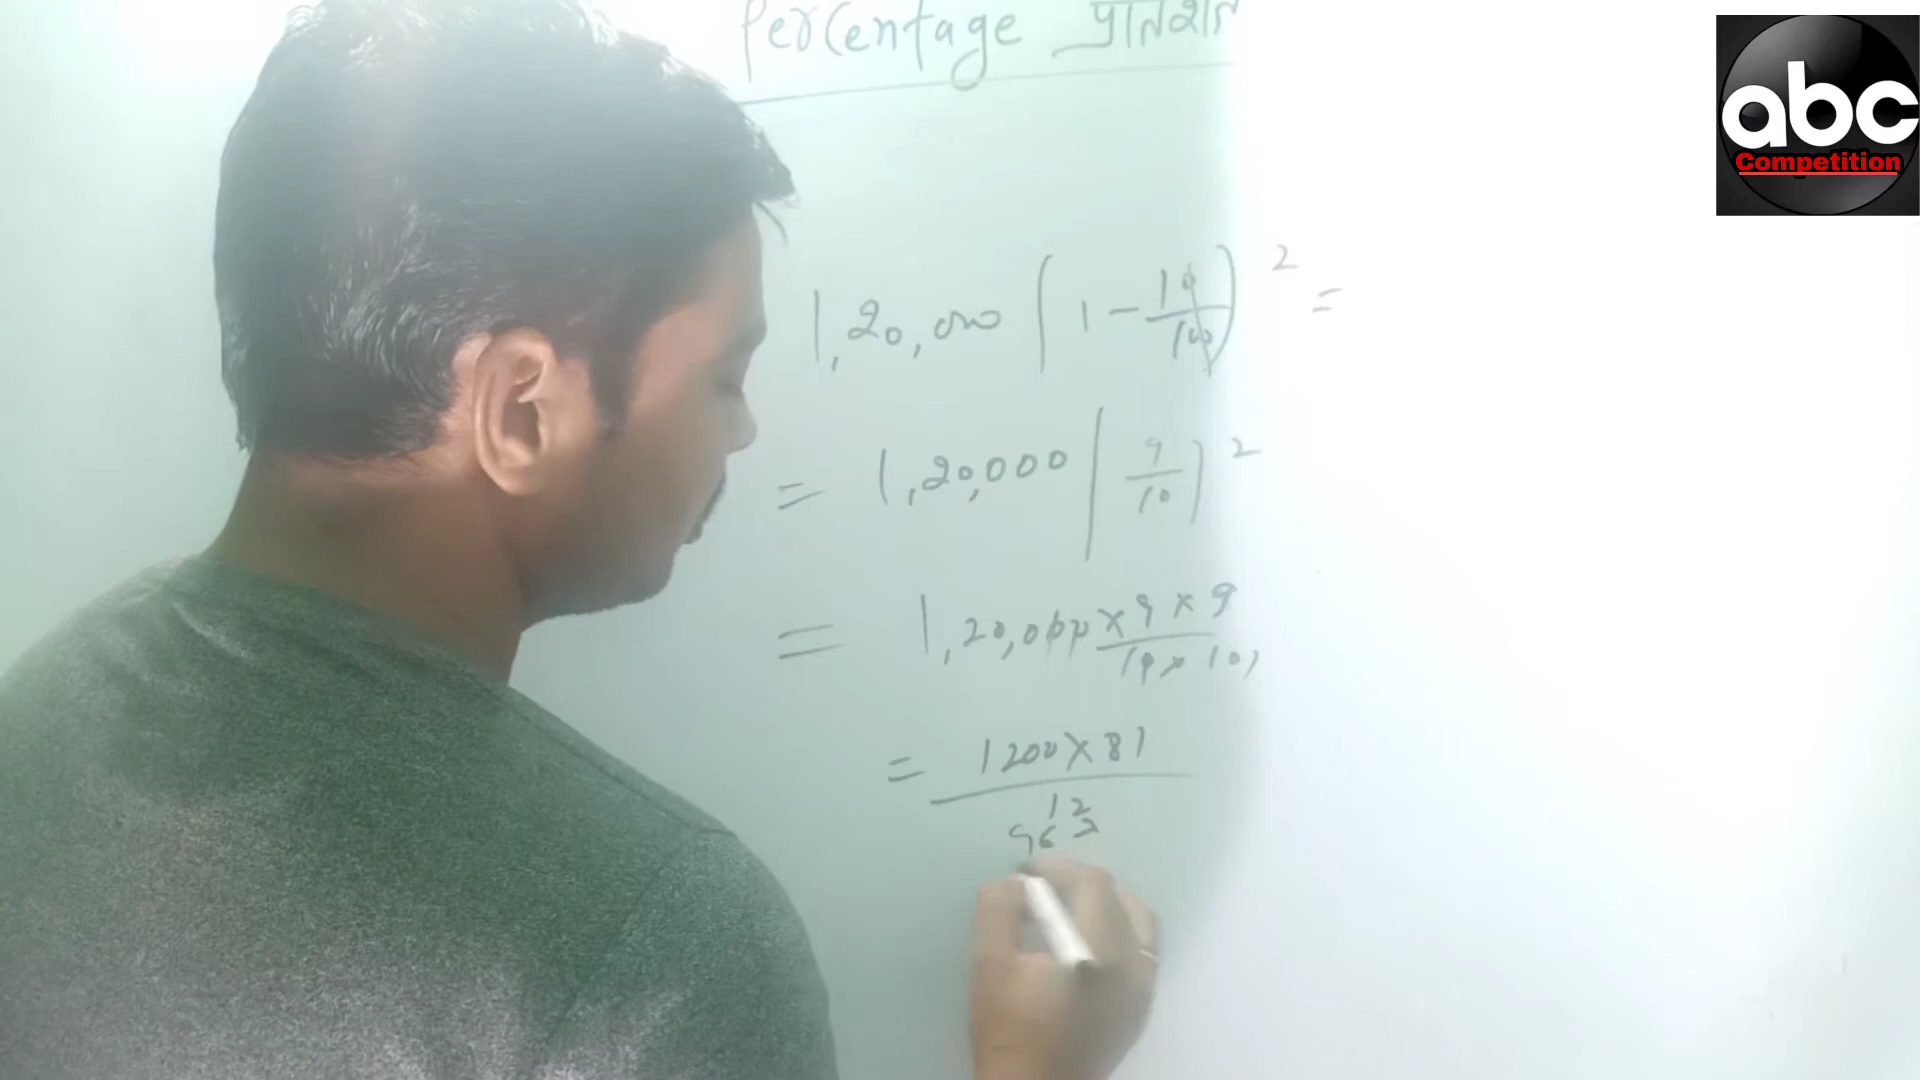 Percentage प्रतिशत
abc
Competition
1,20,000 (1 - 10/100)² =
= 1,20,000 (9/10)²
= 1,20,000 × 9 × 9 / 10 × 10
= 1200 × 81
12